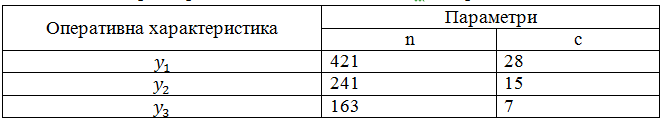 Оперативна характеристика Параметри
n c
y₁ 421 28
y₂ 241 15
y₃ 163 7